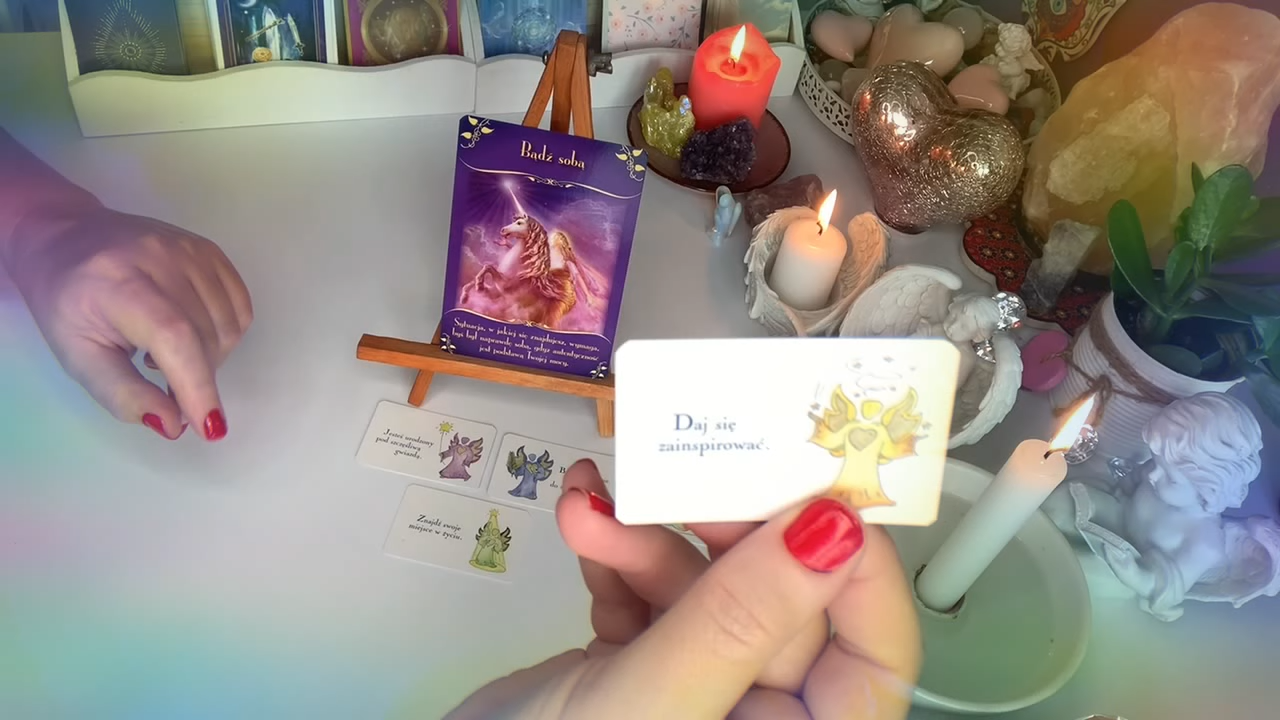 Bądź sobą
Sytuacja, w jakiej się znajdujesz, wymaga,
byś był naprawdę sobą, gdyż autentyczność
jest podstawą Twojej mocy.
Jesteś urodzony
pod szczęśliwą
gwiazdą.
Znajdź swoje
miejsce w życiu.
Daj się
zainspirować.